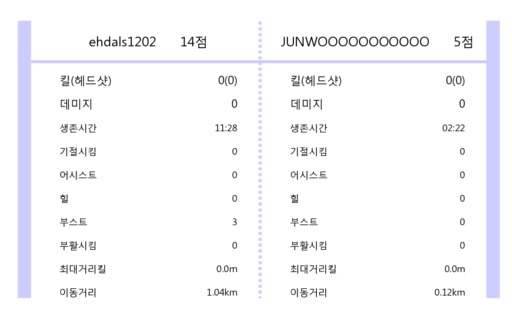 ehdals1202 14점 JUNWOOOOOOOOOOO 5점
킬(헤드샷) 0(0) 킬(헤드샷) 0(0)
데미지 0 데미지 0
생존시간 11:28 생존시간 02:22
기절시킴 0 기절시킴 0
어시스트 0 어시스트 0
힐 0 힐 0
부스트 3 부스트 0
부활시킴 0 부활시킴 0
최대거리킬 0.0m 최대거리킬 0.0m
이동거리 1.04km 이동거리 0.12km